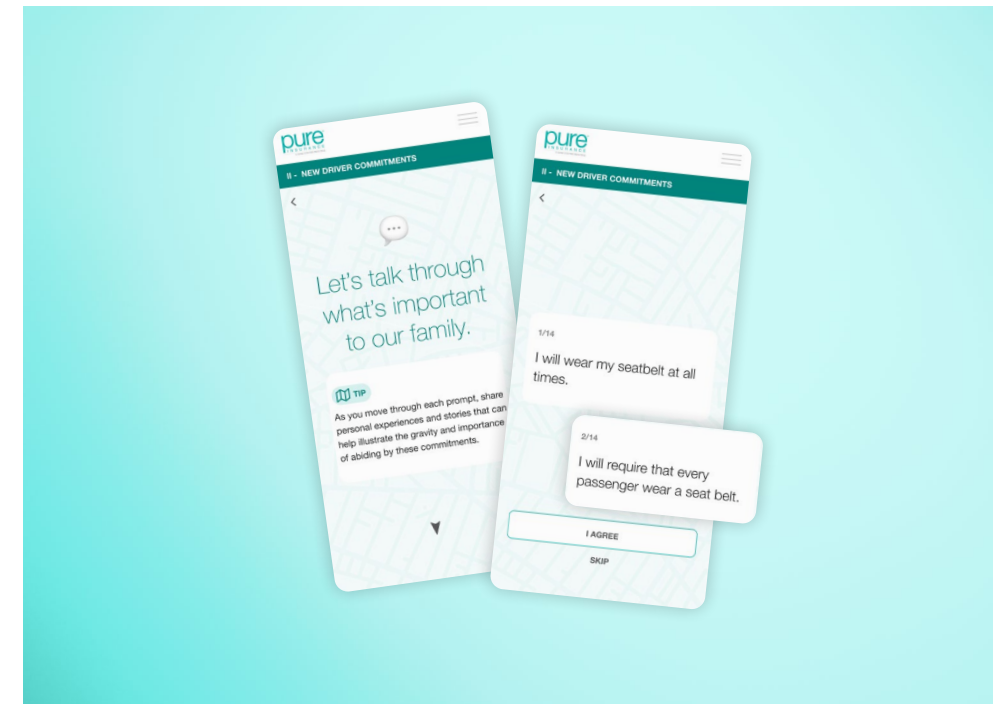 pure
INSURANCE
II - NEW DRIVER COMMITMENTS
Let's talk through
what's important
to our family.
TIP
As you move through each prompt, share
personal experiences and stories that can
help illustrate the gravity and importance
of abiding by these commitments.
pure
INSURANCE
II - NEW DRIVER COMMITMENTS
1/14
I will wear my seatbelt at all
times.
2/14
I will require that every
passenger wear a seat belt.
I AGREE
SKIP